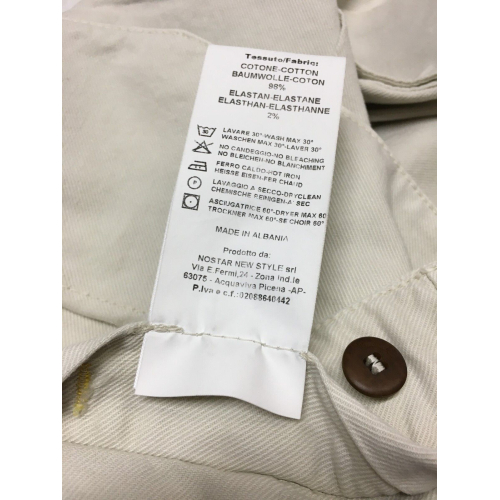 Tessuto/Fabric:
COTONE-COTTON
BAUMWOLLE-COTON
98%
ELASTAN-ELASTANE
ELASTHAN-ELASTHANNE
2%
30
LAVARE 30°-WASH MAX 30°
WASCHEN MAX 30°-LAVER 30°
NO CANDEGGIO-NO BLEACHING
NO BLEICHEN-NO BLANCHIMENT
FERRO CALDO-HOT IRON
HEISSE EISEN-FER CHAUD
P
LAVAGGIO A SECCO-DRYCLEAN
CHEMISCHE REINIGEN-A SEC
ASCIUGATRICE 60°-DRYER MAX 60
TROCKNER MAX 60°-SE CHOIR 60°
MADE IN ALBANIA
Prodotto da:
NOSTAR NEW STYLE srl
Via E.Fermi,24 - Zona Ind.le
63075 - Acquaviva Picena -AP-
P.Iva e c.f.:02088640442